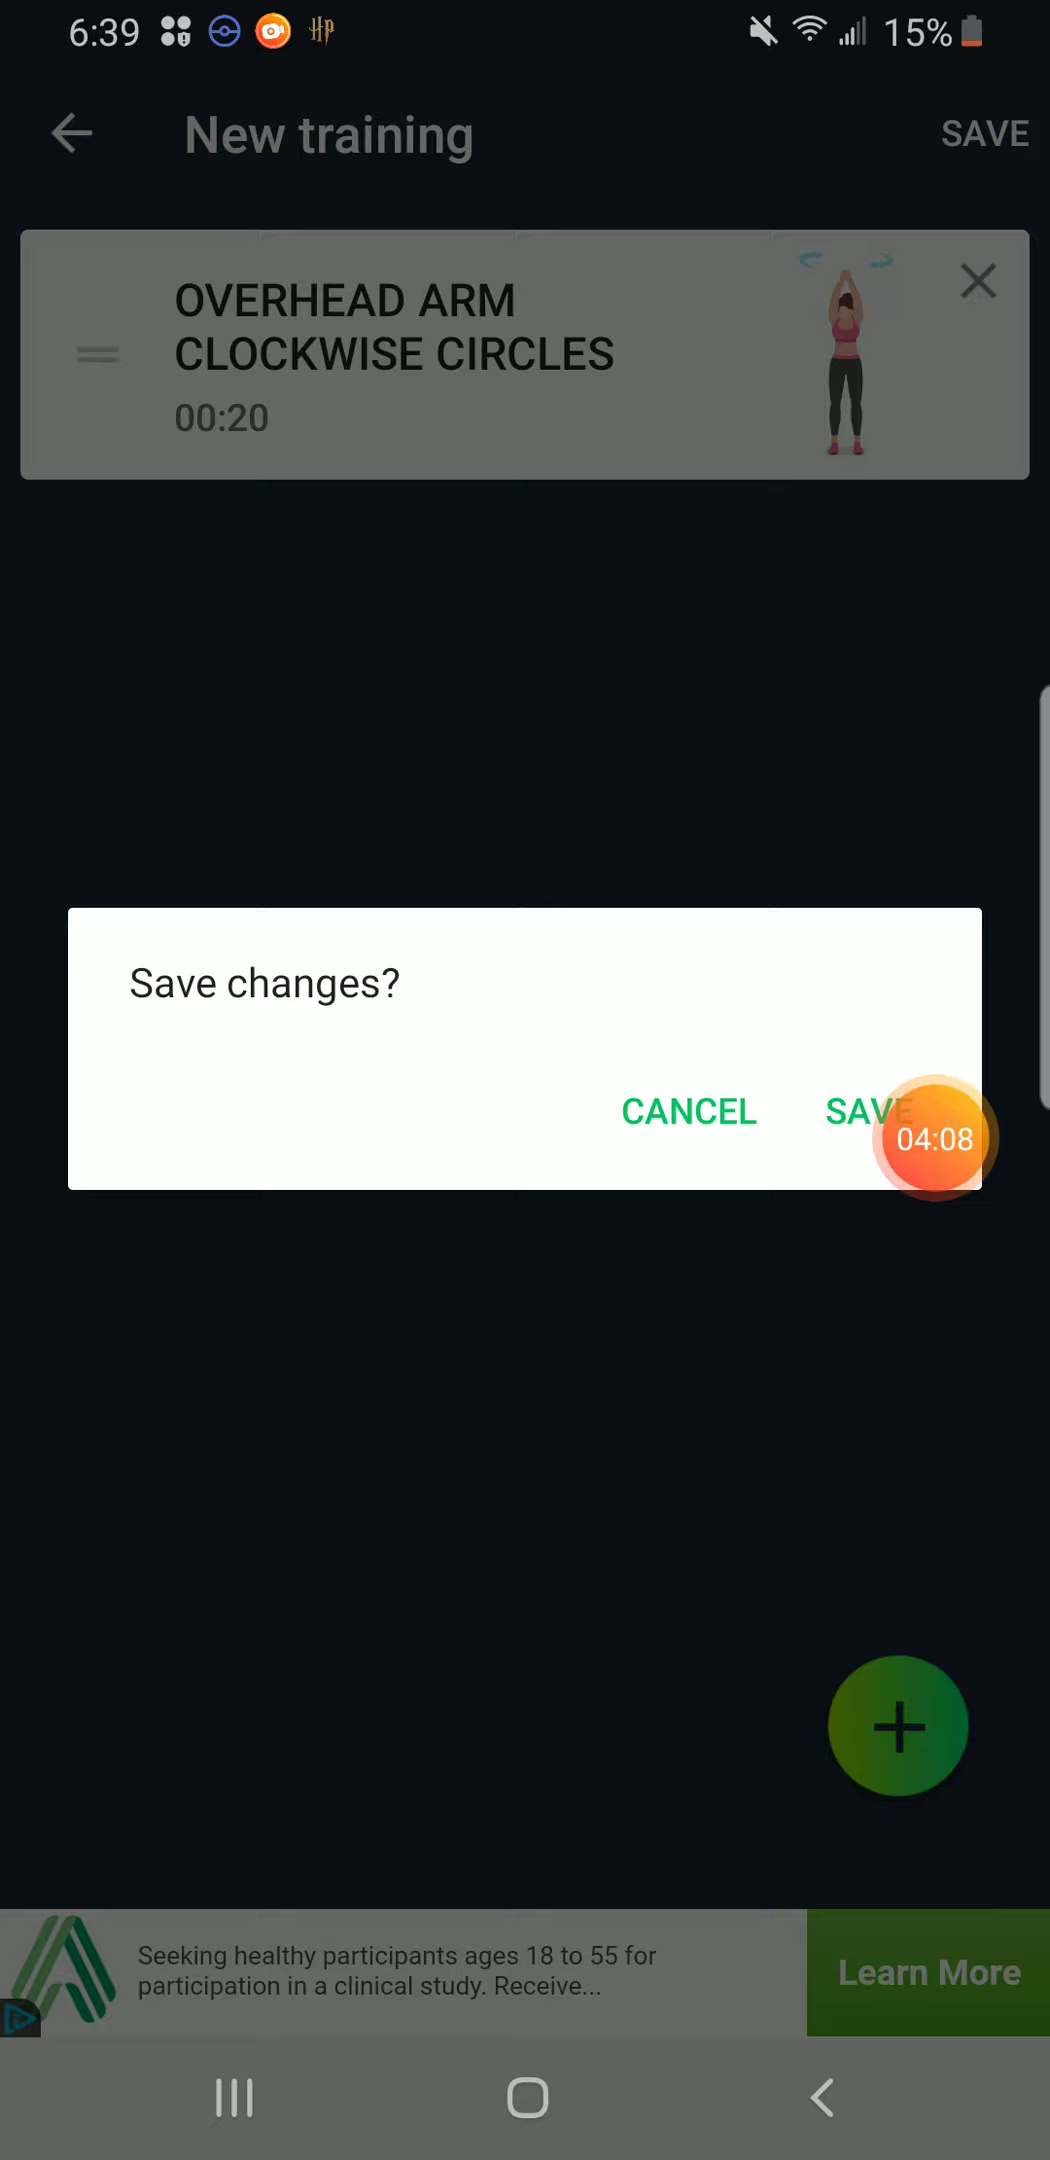 6:39
15%
New training
SAVE
OVERHEAD ARM
CLOCKWISE CIRCLES
00:20
Save changes?
CANCEL
SAVE
04:08
Seeking healthy participants ages 18 to 55 for
participation in a clinical study. Receive...
Learn More